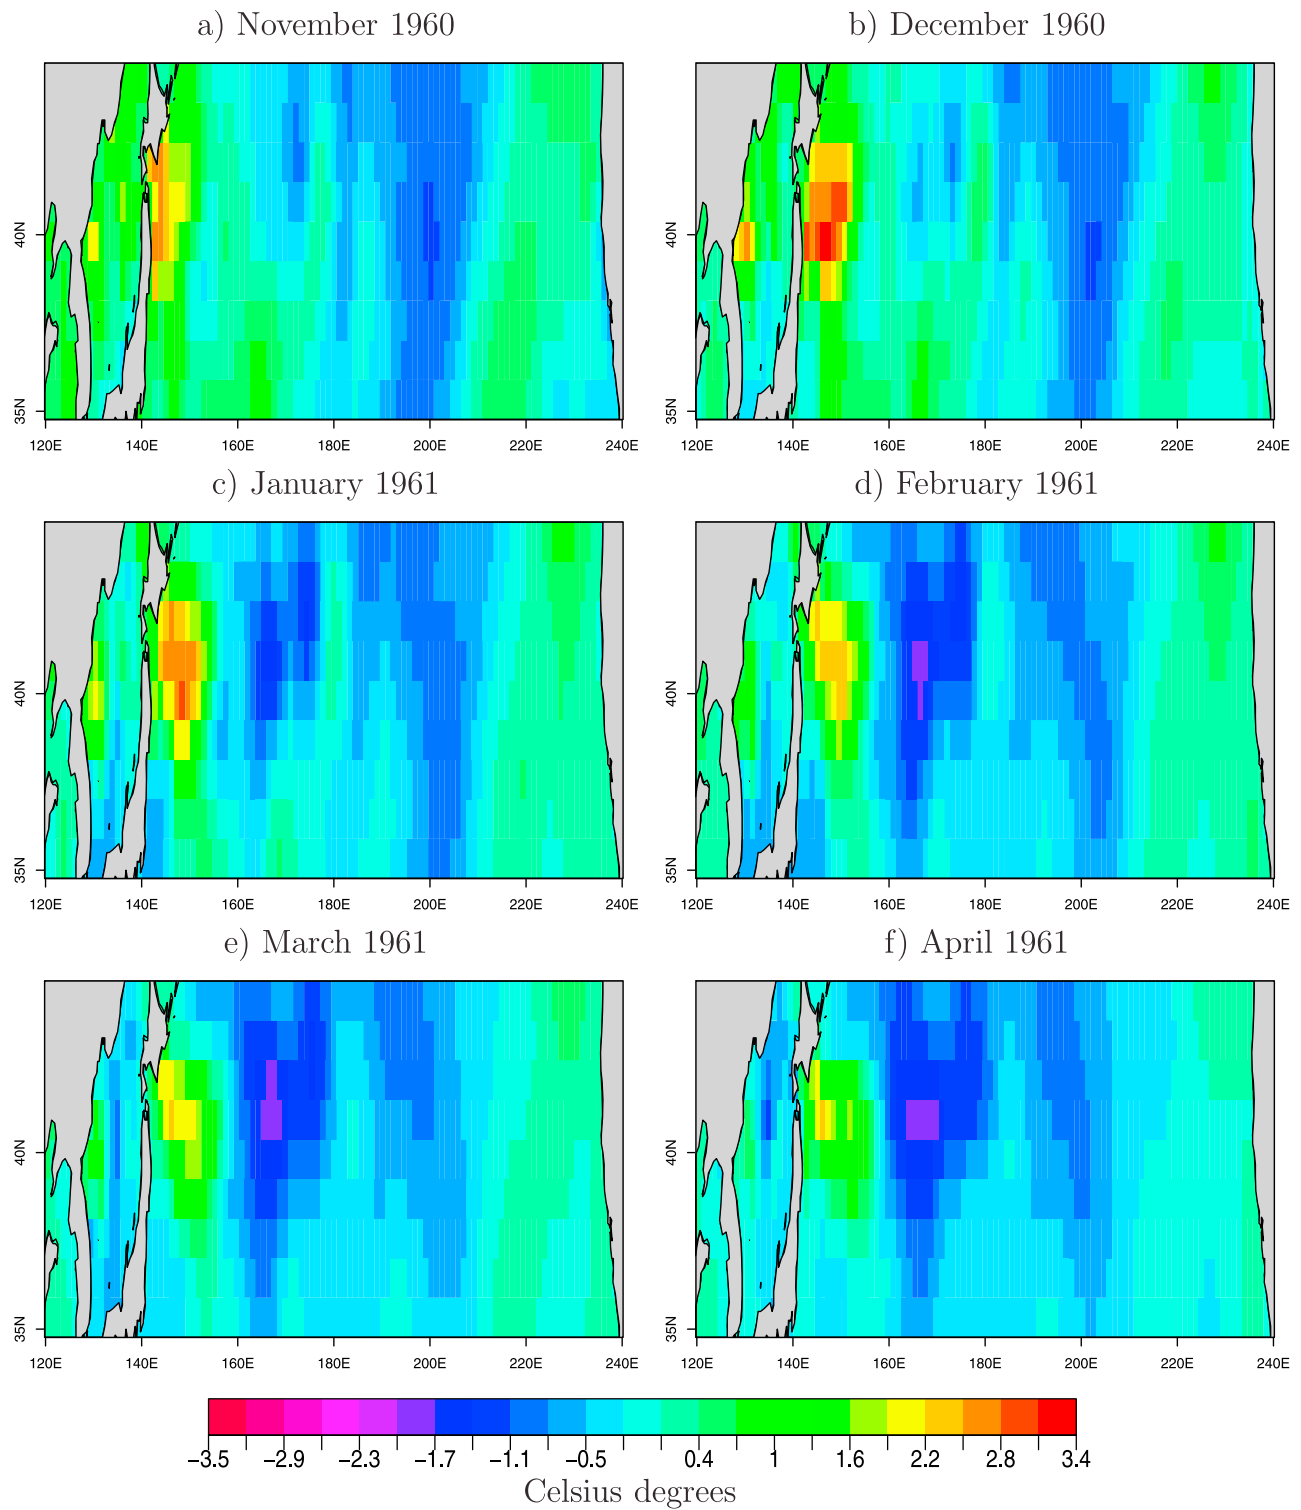 a) November 1960
b) December 1960
40N
35N
120E 140E 160E 180E 200E 220E 240E
40N
35N
120E 140E 160E 180E 200E 220E 240E
c) January 1961
d) February 1961
40N
35N
120E 140E 160E 180E 200E 220E 240E
40N
35N
120E 140E 160E 180E 200E 220E 240E
e) March 1961
f) April 1961
40N
35N
120E 140E 160E 180E 200E 220E 240E
40N
35N
120E 140E 160E 180E 200E 220E 240E
−3.5 −2.9 −2.3 −1.7 −1.1 −0.5 0.4 1 1.6 2.2 2.8 3.4
Celsius degrees